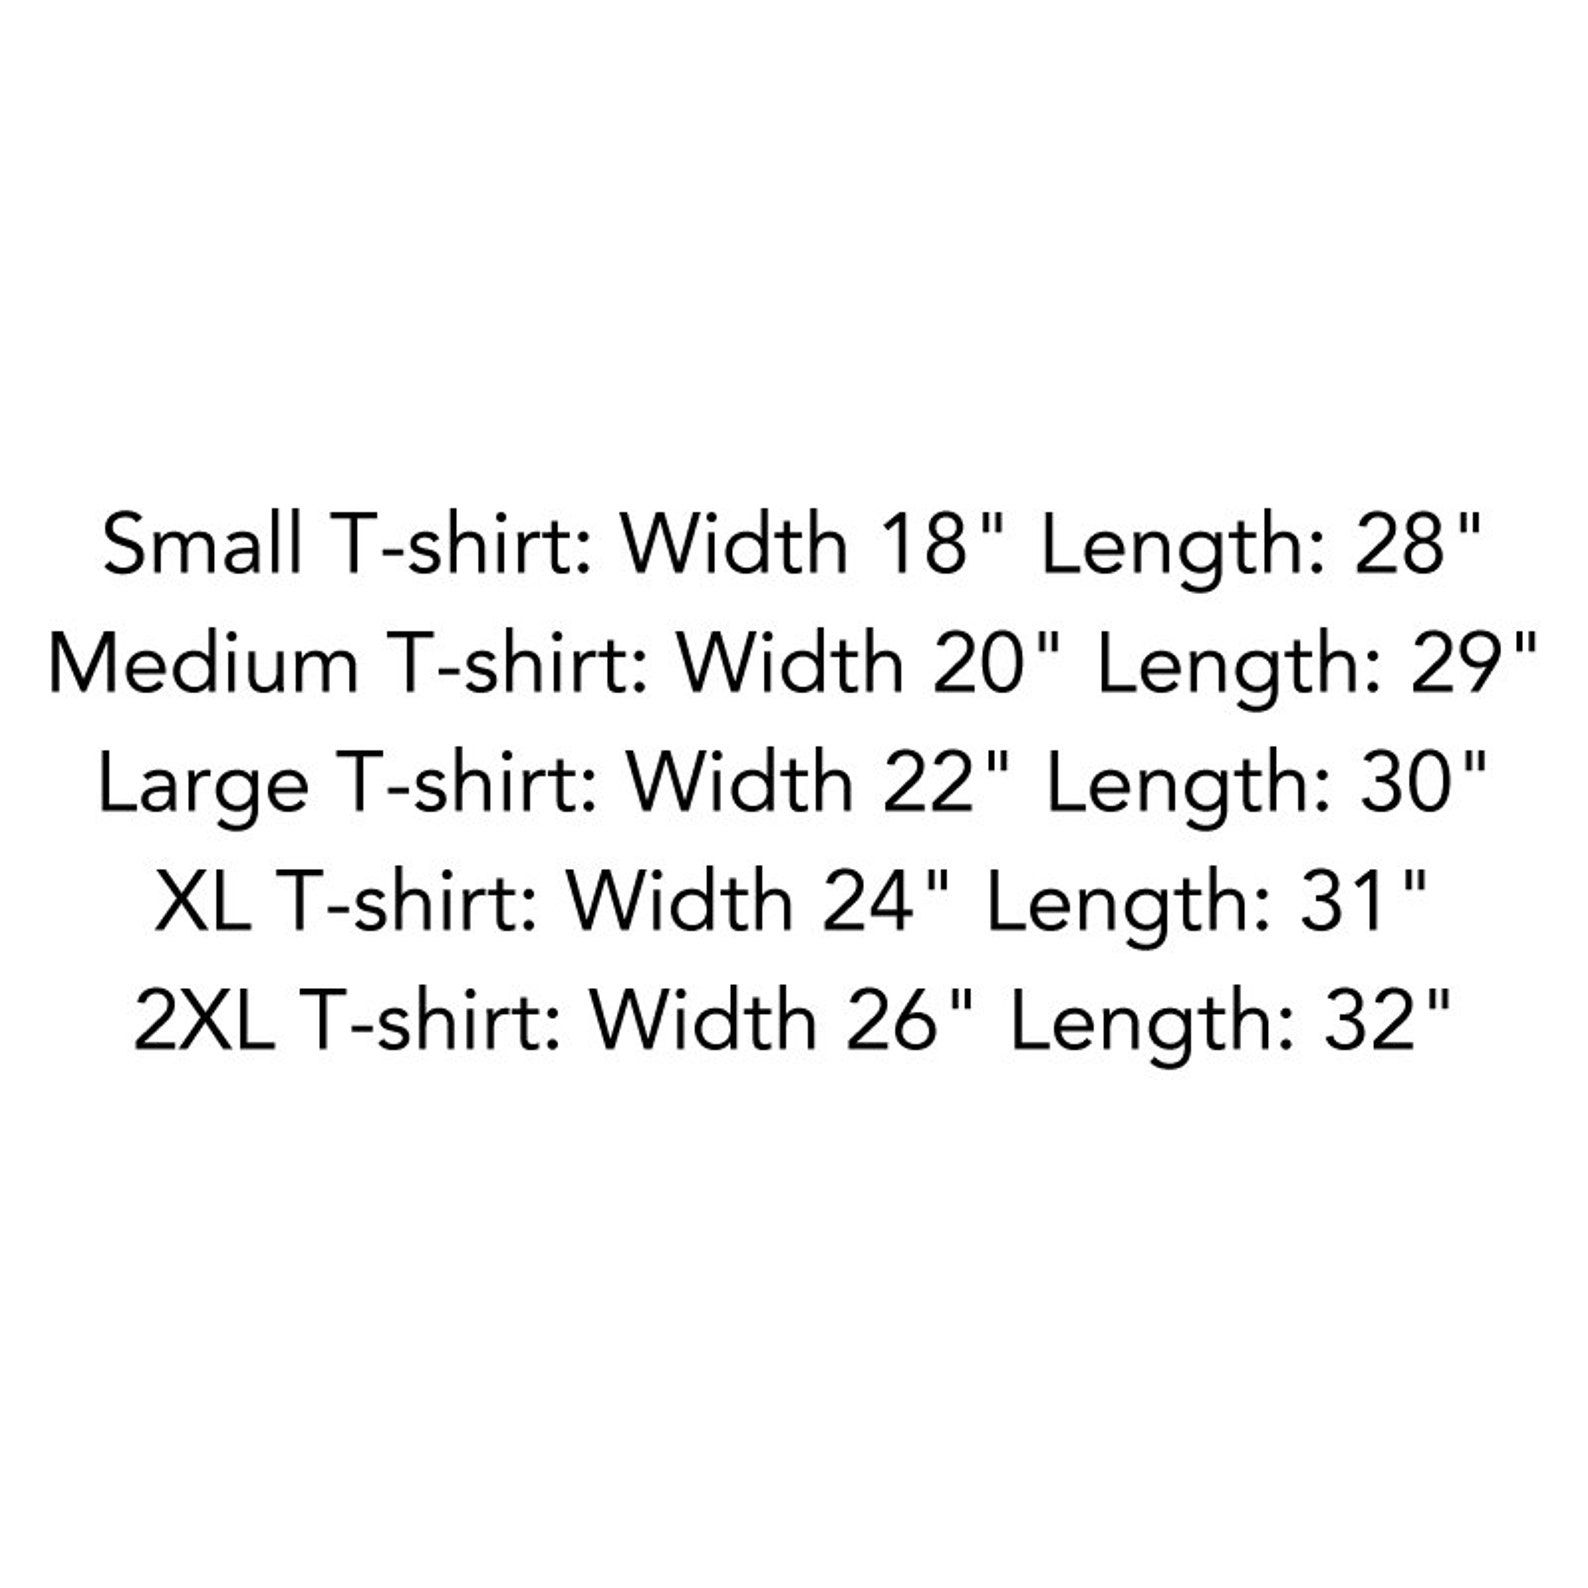 Small T-shirt: Width 18" Length: 28"
Medium T-shirt: Width 20" Length: 29"
Large T-shirt: Width 22" Length: 30"
XL T-shirt: Width 24" Length: 31"
2XL T-shirt: Width 26" Length: 32"